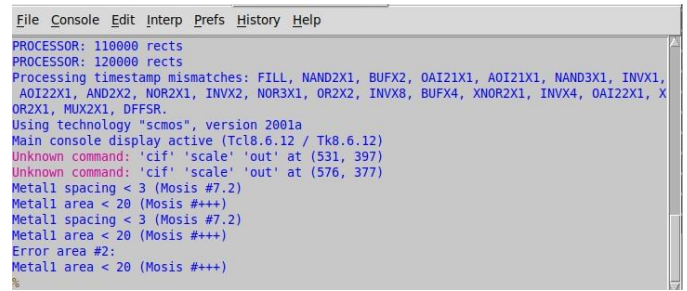 File Console Edit Interp Prefs History Help
PROCESSOR: 110000 rects
PROCESSOR: 120000 rects
Processing timestamp mismatches: FILL, NAND2X1, BUFX2, OAI21X1, AOI21X1, NAND3X1, INVX1,
AOI22X1, AND2X2, NOR2X1, INVX2, NOR3X1, OR2X2, INVX8, BUFX4, XNOR2X1, INVX4, OAI22X1, X
OR2X1, MUX2X1, DFFSR.
Using technology "scmos", version 2001a
Main console display active (Tcl8.6.12 / Tk8.6.12)
Unknown command: 'cif' 'scale' 'out' at (531, 397)
Unknown command: 'cif' 'scale' 'out' at (576, 377)
Metal1 spacing < 3 (Mosis #7.2)
Metal1 area < 20 (Mosis #+++)
Metal1 spacing < 3 (Mosis #7.2)
Metal1 area < 20 (Mosis #+++)
Error area #2:
Metal1 area < 20 (Mosis #+++)
%